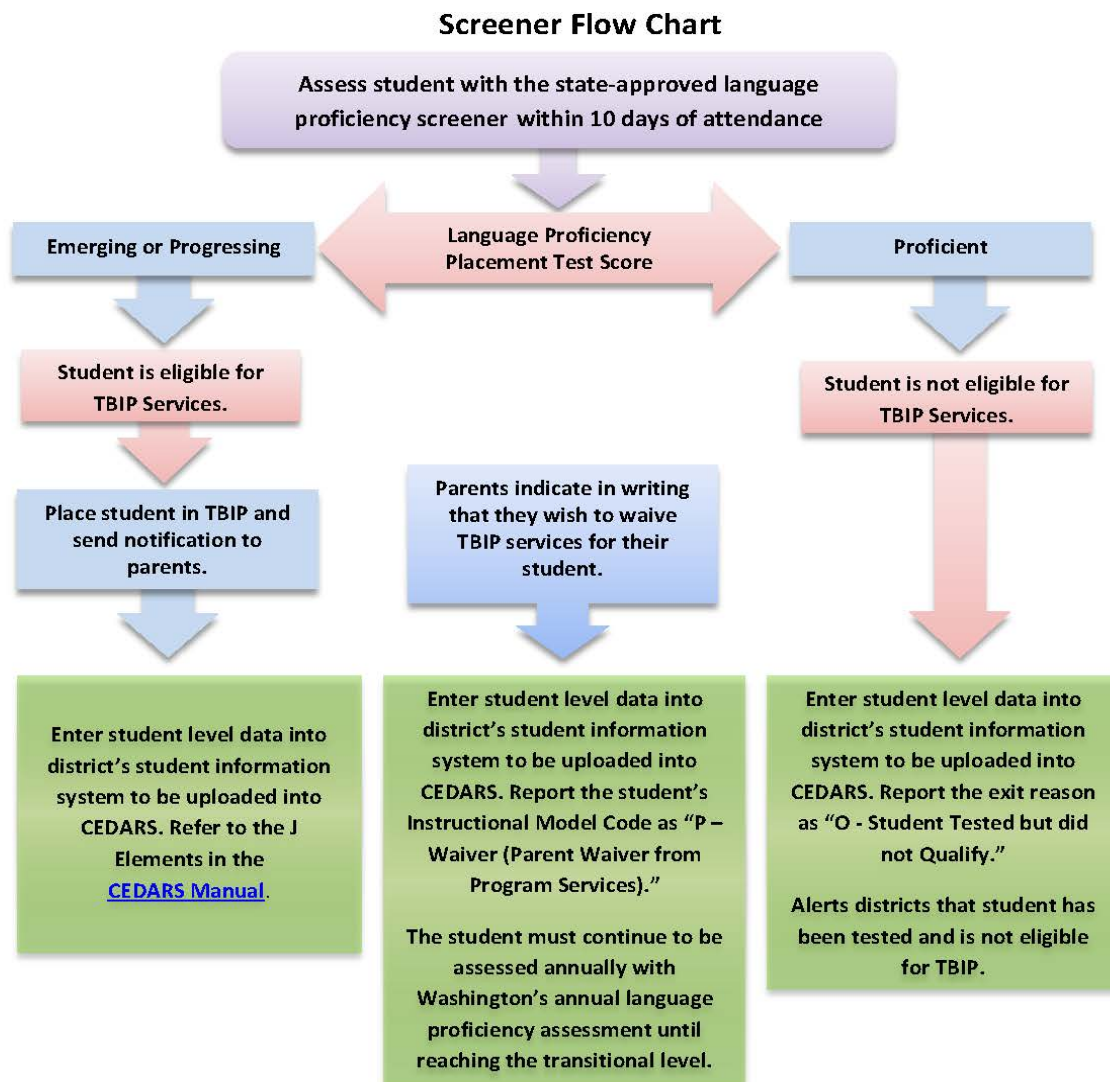 Screener Flow Chart
Assess student with the state-approved language
proficiency screener within 10 days of attendance
Emerging or Progressing
Language Proficiency
Placement Test Score
Proficient
Student is eligible for
TBIP Services.
Student is not eligible for
TBIP Services.
Place student in TBIP and
send notification to
parents.
Parents indicate in writing
that they wish to waive
TBIP services for their
student.
Enter student level data into
district’s student information
system to be uploaded into
CEDARS. Refer to the J
Elements in the
CEDARS Manual.
Enter student level data into
district’s student information
system to be uploaded into
CEDARS. Report the student’s
Instructional Model Code as “P –
Waiver (Parent Waiver from
Program Services).”
The student must continue to be
assessed annually with
Washington’s annual language
proficiency assessment until
reaching the transitional level.
Enter student level data into
district’s student information
system to be uploaded into
CEDARS. Report the exit reason
as “O - Student Tested but did
not Qualify.”
Alerts districts that student has
been tested and is not eligible
for TBIP.